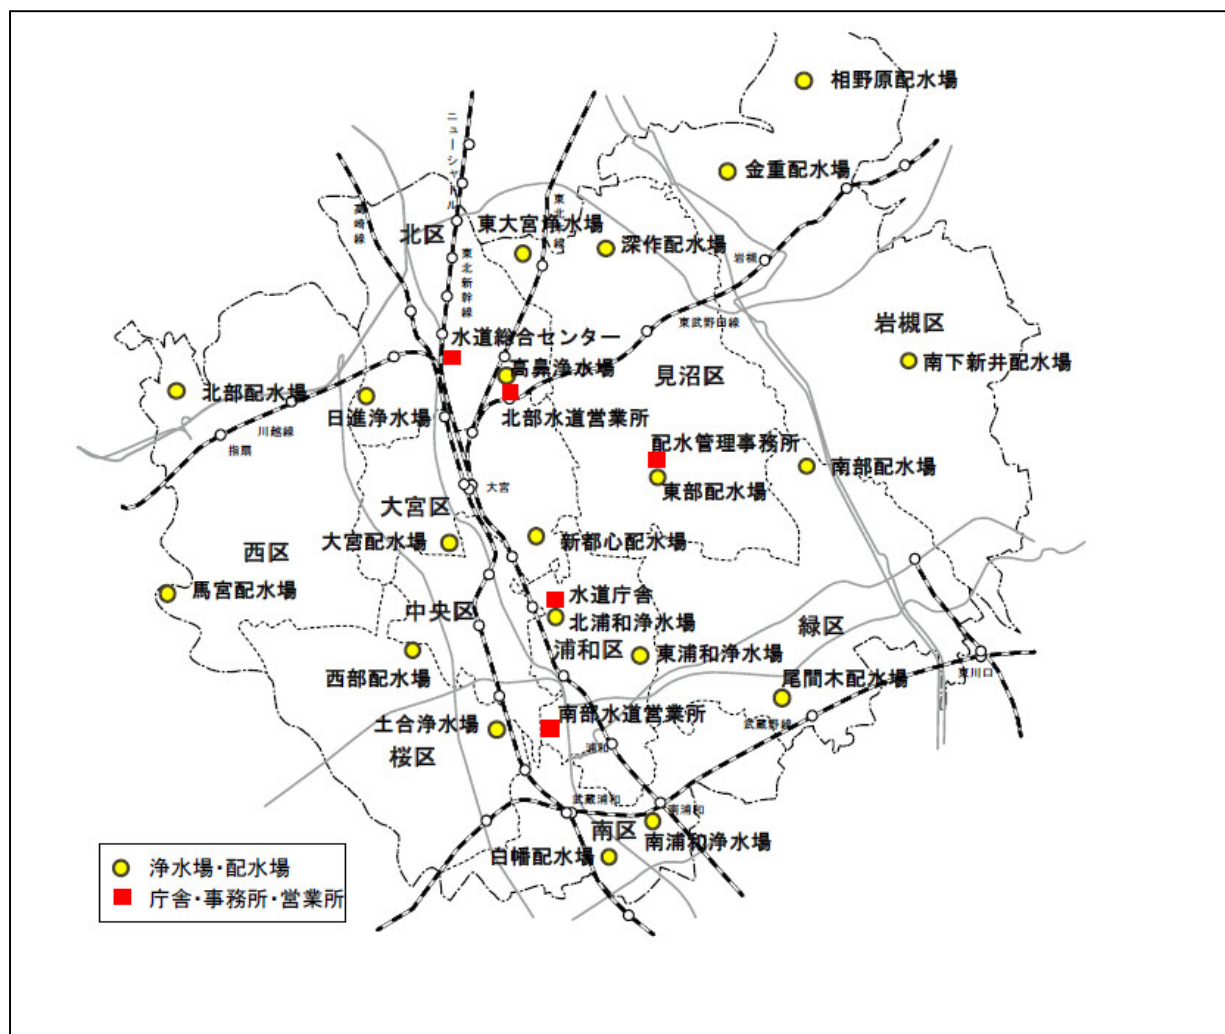 相野原配水場
金重配水場
ニューシャトル
高崎線
北区
東大宮浄水場
深作配水場
東北新幹線
岩槻
東武野田線
岩槻区
水道総合センター
高鼻浄水場
見沼区
南下新井配水場
北部配水場
日進浄水場
北部水道営業所
川越線
指扇
配水管理事務所
南部配水場
東部配水場
大宮
大宮区
大宮配水場
新都心配水場
西区
馬宮配水場
水道庁舎
中央区
北浦和浄水場
緑区
浦和区
東浦和浄水場
西部配水場
尾間木配水場
東川口
南部水道営業所
土合浄水場
武蔵野線
浦和
桜区
武蔵浦和
南浦和
南区
南浦和浄水場
白幡配水場
浄水場・配水場
庁舎・事務所・営業所